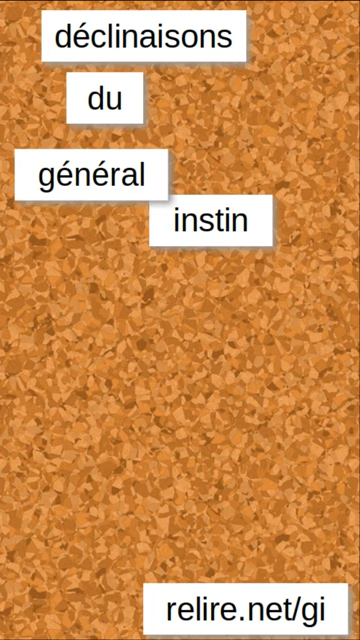 déclinaisons
du
général
instin
relire.net/gi